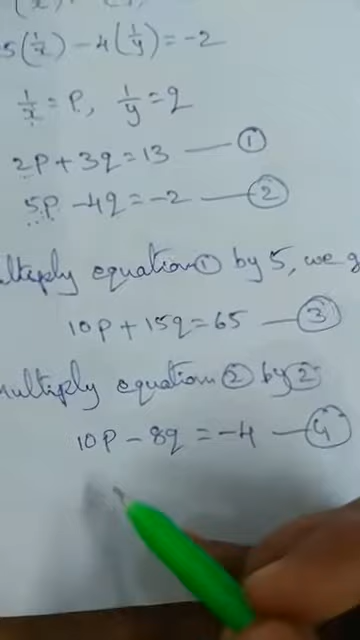 5(1/x) - 4(1/y) = -2
1/x = P, 1/y = q
2P + 3q = 13 — ①
5P - 4q = -2 — ②
ultiply equation ① by 5, we g
10P + 15q = 65 — ③
multiply equation ② by ②
10P - 8q = -4 — ④